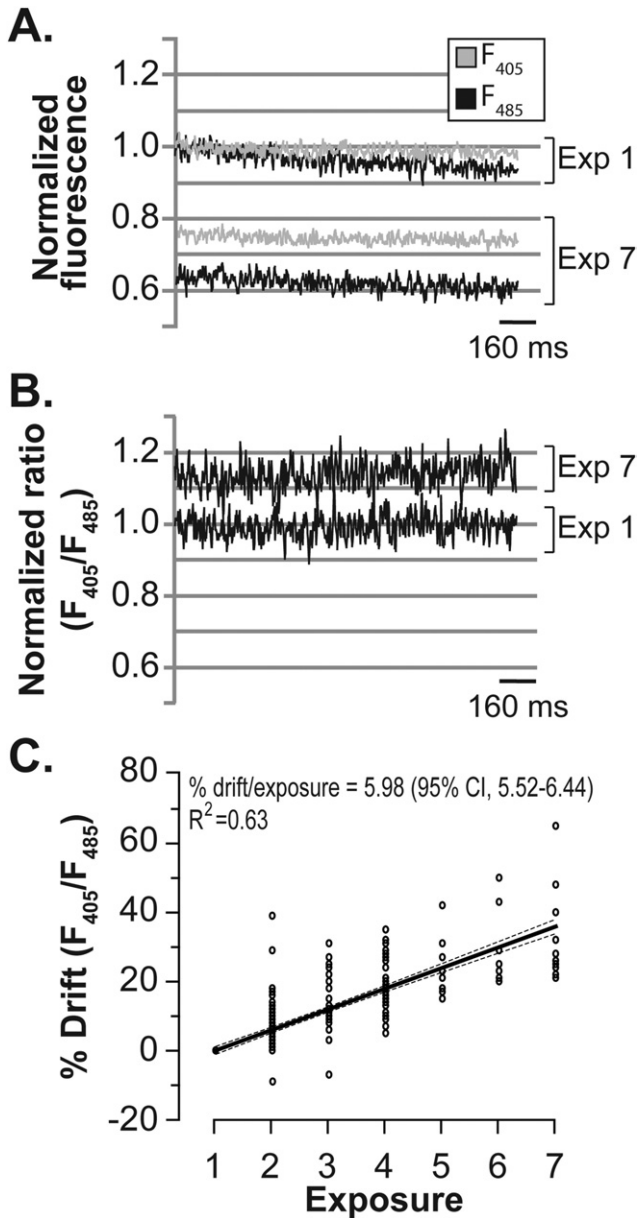 A.
F405
F485
1.2
1.0
0.8
0.6
Normalized
fluorescence
Exp 1
Exp 7
160 ms
B.
1.2
1.0
0.8
0.6
Normalized ratio
(F405/F485)
Exp 7
Exp 1
160 ms
C.
% drift/exposure = 5.98 (95% CI, 5.52-6.44)
R2=0.63
80
60
40
20
0
-20
% Drift (F405/F485)
1 2 3 4 5 6 7
Exposure